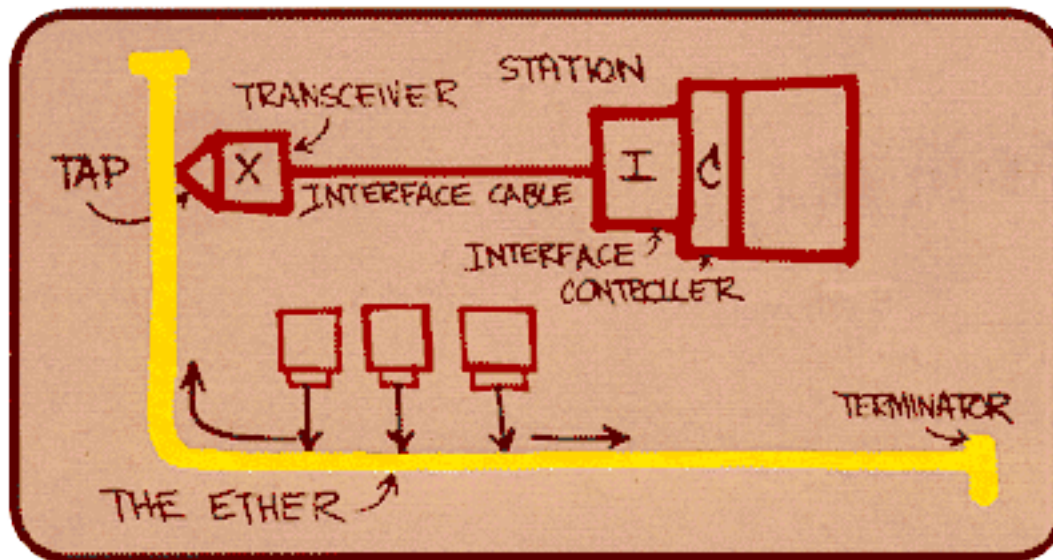 STATION
TRANSCEIVER
TAP
X
I
C
INTERFACE CABLE
INTERFACE
CONTROLLER
TERMINATOR
THE ETHER